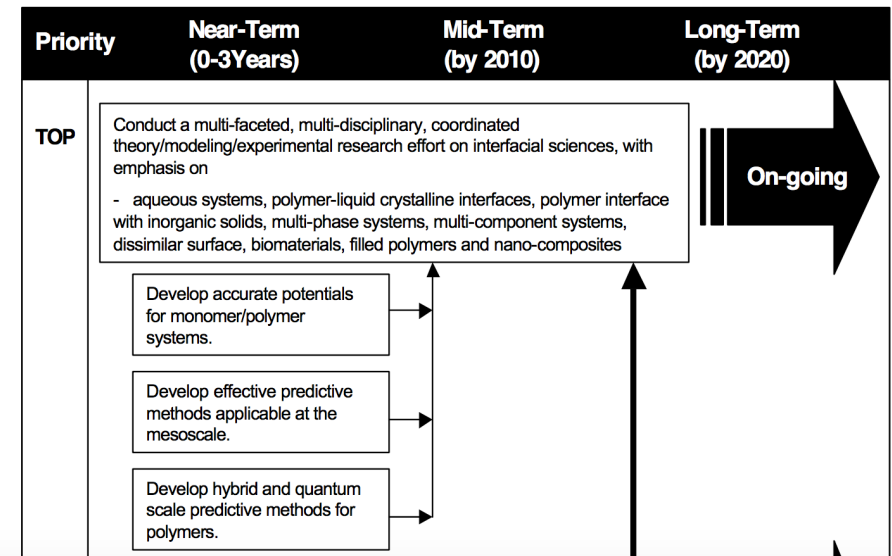 Priority
Near-Term
(0-3Years)
Mid-Term
(by 2010)
Long-Term
(by 2020)
TOP
Conduct a multi-faceted, multi-disciplinary, coordinated
theory/modeling/experimental research effort on interfacial sciences, with
emphasis on
- aqueous systems, polymer-liquid crystalline interfaces, polymer interface
with inorganic solids, multi-phase systems, multi-component systems,
dissimilar surface, biomaterials, filled polymers and nano-composites
On-going
Develop accurate potentials
for monomer/polymer
systems.
Develop effective predictive
methods applicable at the
mesoscale.
Develop hybrid and quantum
scale predictive methods for
polymers.